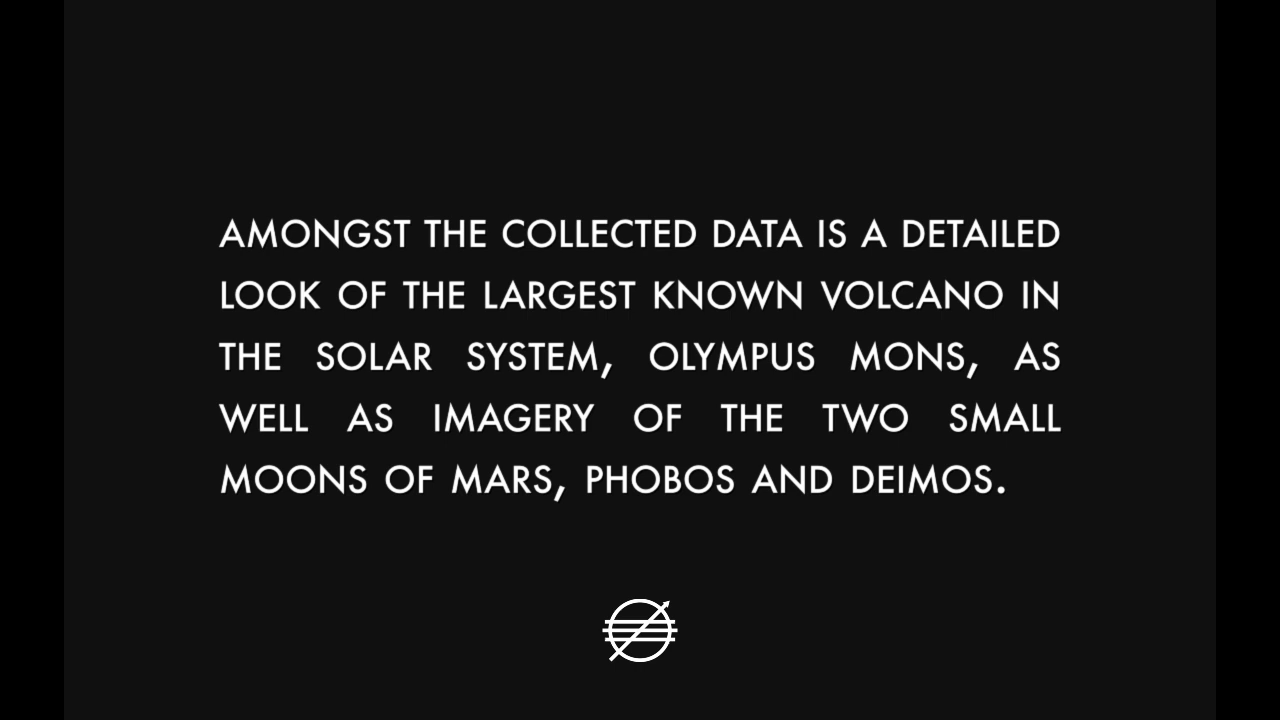 AMONGST THE COLLECTED DATA IS A DETAILED
LOOK OF THE LARGEST KNOWN VOLCANO IN
THE SOLAR SYSTEM, OLYMPUS MONS, AS
WELL AS IMAGERY OF THE TWO SMALL
MOONS OF MARS, PHOBOS AND DEIMOS.